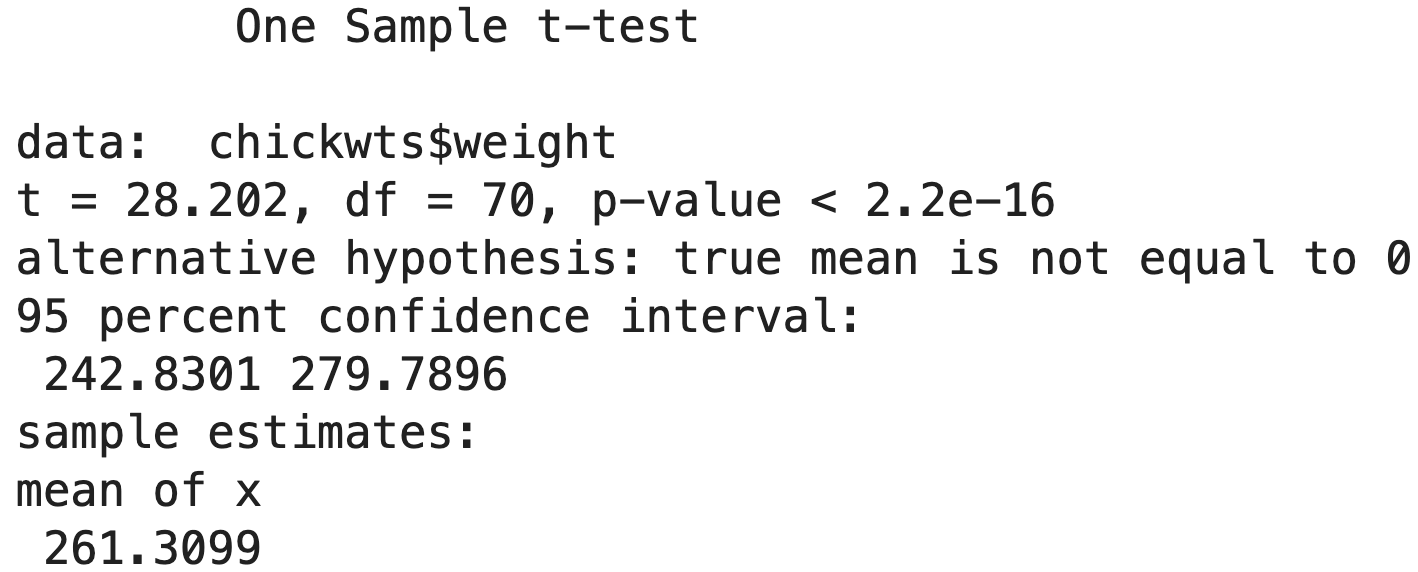 One Sample t-test
data:  chickwts$weight
t = 28.202, df = 70, p-value < 2.2e-16
alternative hypothesis: true mean is not equal to 0
95 percent confidence interval:
 242.8301 279.7896
sample estimates:
mean of x
 261.3099